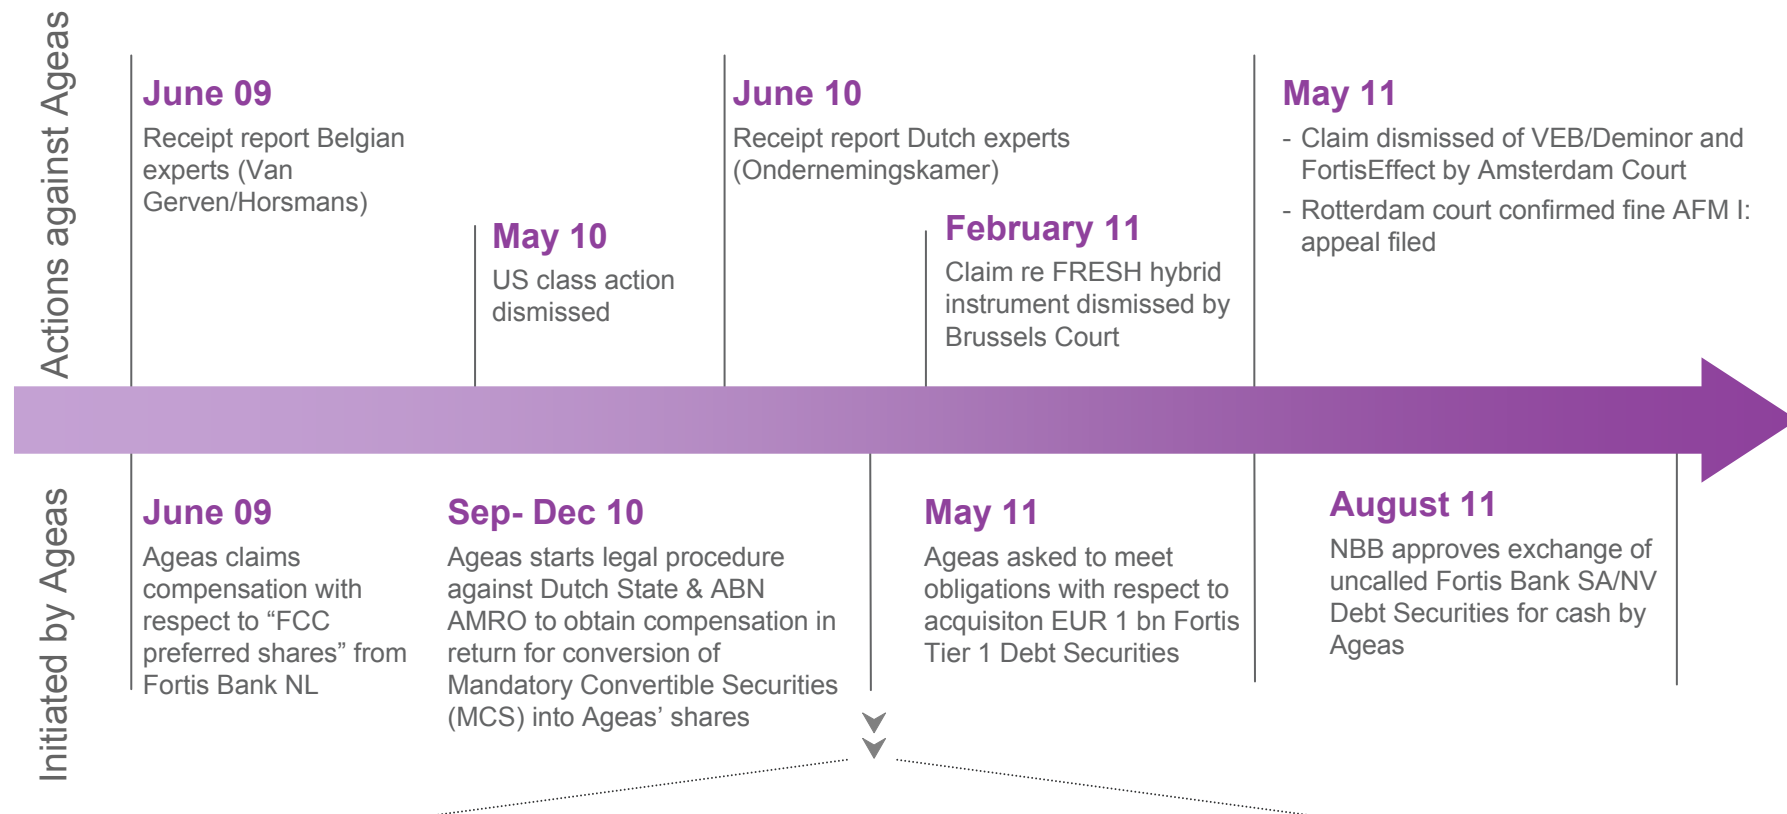 Actions against Ageas
June 09
Receipt report Belgian
experts (Van
Gerven/Horsmans)
May 10
US class action
dismissed
June 10
Receipt report Dutch experts
(Ondernemingskamer)
February 11
Claim re FRESH hybrid
instrument dismissed by
Brussels Court
May 11
- Claim dismissed of VEB/Deminor and
FortisEffect by Amsterdam Court
- Rotterdam court confirmed fine AFM I:
appeal filed
Initiated by Ageas
June 09
Ageas claims
compensation with
respect to “FCC
preferred shares” from
Fortis Bank NL
Sep- Dec 10
Ageas starts legal procedure
against Dutch State & ABN
AMRO to obtain compensation in
return for conversion of
Mandatory Convertible Securities
(MCS) into Ageas’ shares
May 11
Ageas asked to meet
obligations with respect to
acquisiton EUR 1 bn Fortis
Tier 1 Debt Securities
August 11
NBB approves exchange of
uncalled Fortis Bank SA/NV
Debt Securities for cash by
Ageas